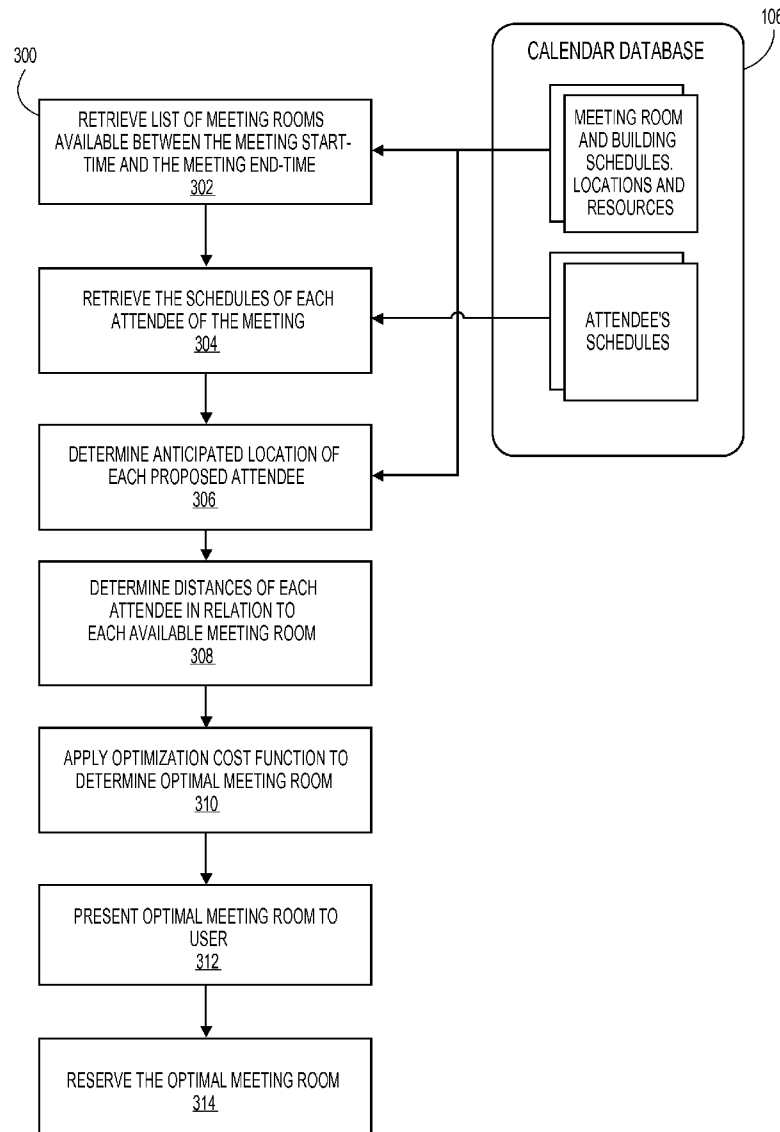 300
RETRIEVE LIST OF MEETING ROOMS
AVAILABLE BETWEEN THE MEETING START-
TIME AND THE MEETING END-TIME
302
RETRIEVE THE SCHEDULES OF EACH
ATTENDEE OF THE MEETING
304
DETERMINE ANTICIPATED LOCATION OF
EACH PROPOSED ATTENDEE
306
DETERMINE DISTANCES OF EACH
ATTENDEE IN RELATION TO
EACH AVAILABLE MEETING ROOM
308
APPLY OPTIMIZATION COST FUNCTION TO
DETERMINE OPTIMAL MEETING ROOM
310
PRESENT OPTIMAL MEETING ROOM TO
USER
312
RESERVE THE OPTIMAL MEETING ROOM
314
106
CALENDAR DATABASE
MEETING ROOM
AND BUILDING
SCHEDULES.
LOCATIONS AND
RESOURCES
ATTENDEE'S
SCHEDULES